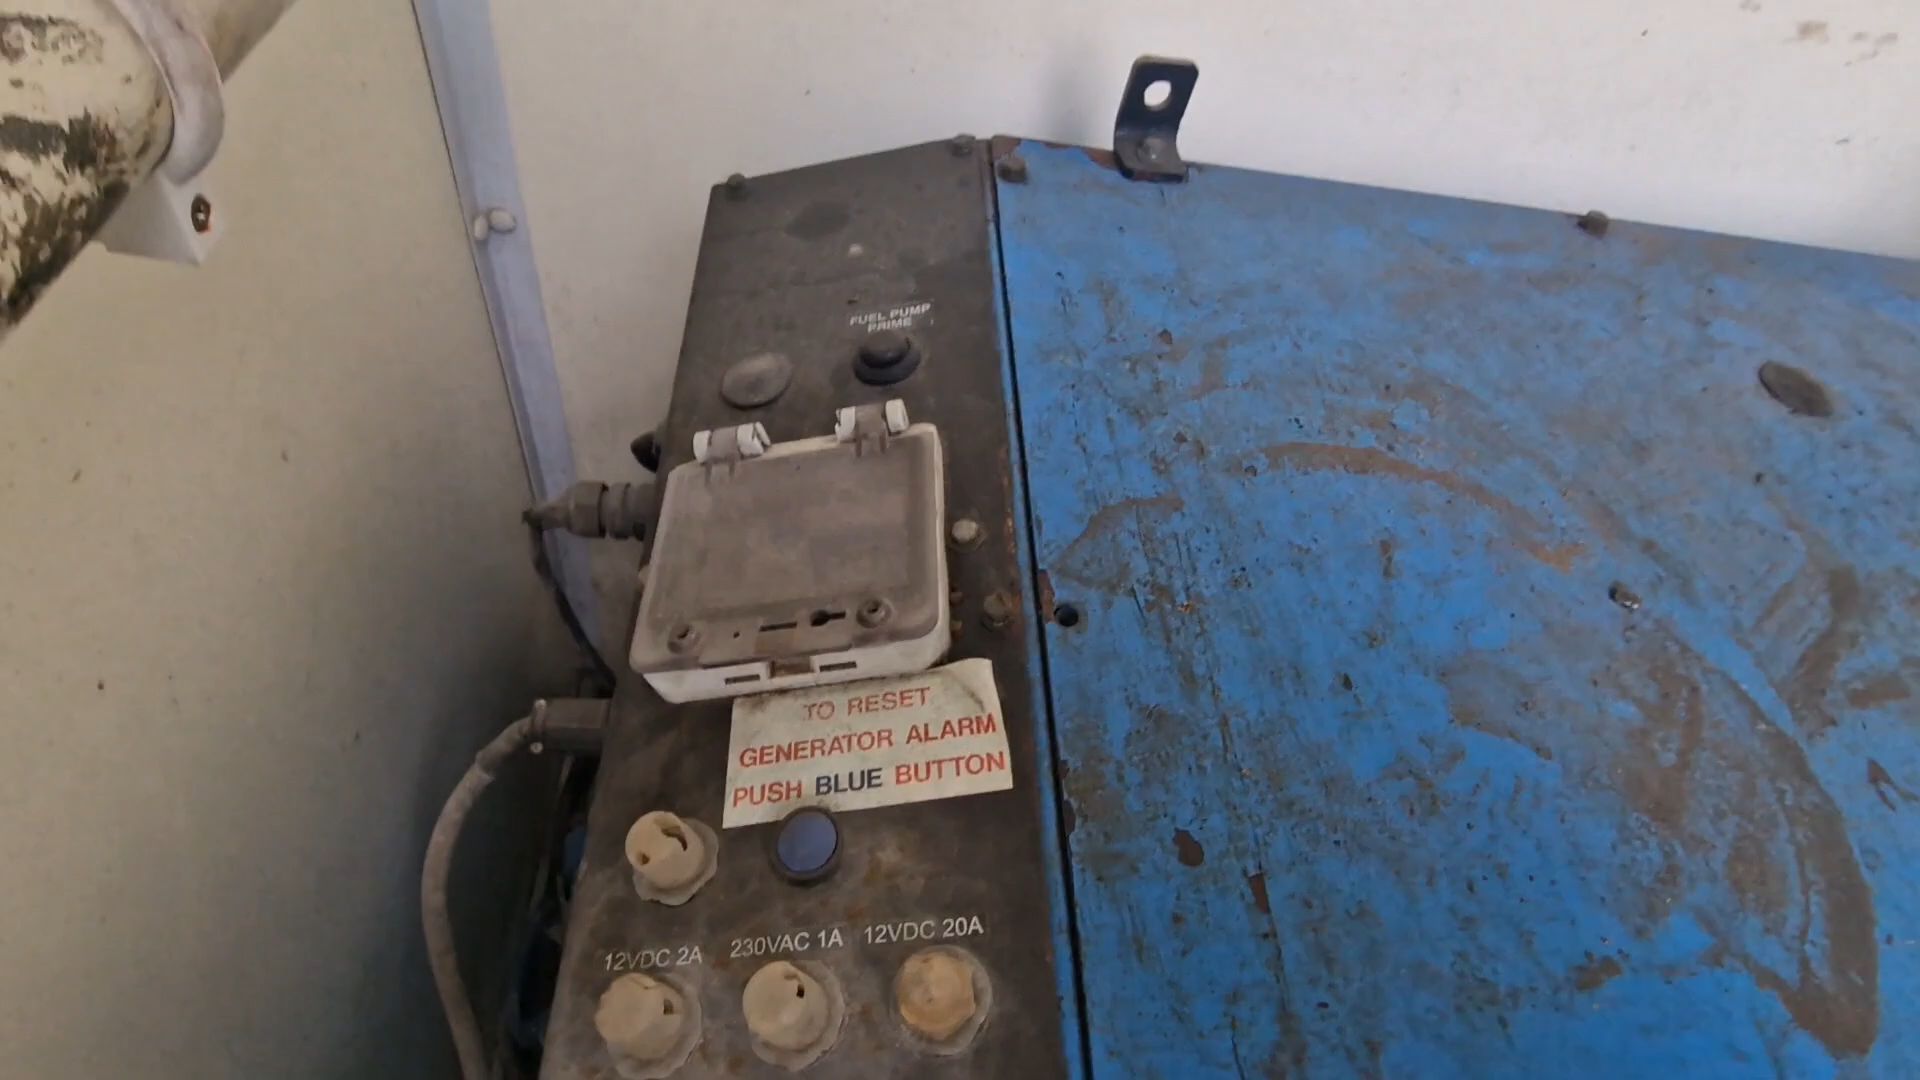 FUEL PUMP
PRIME
TO RESET
GENERATOR ALARM
PUSH BLUE BUTTON
12VDC 2A
230VAC 1A
12VDC 20A